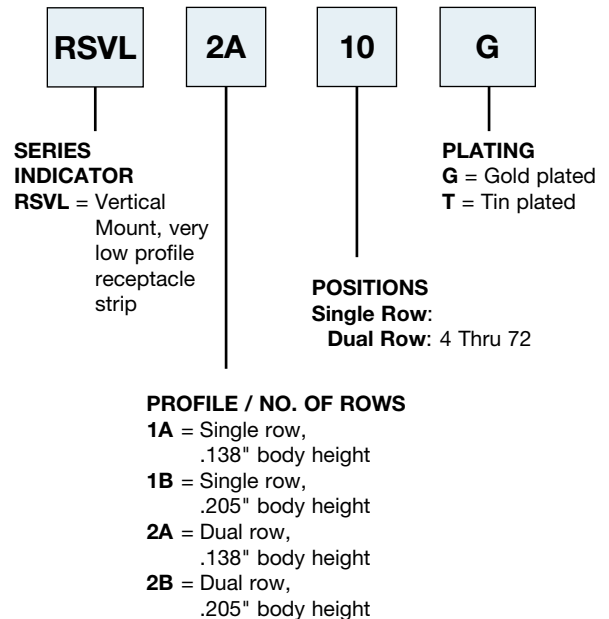 RSVL 2A 10 G
SERIES
INDICATOR
RSVL = Vertical
Mount, very
low profile
receptacle
strip
PLATING
G = Gold plated
T = Tin plated
POSITIONS
Single Row:
Dual Row: 4 Thru 72
PROFILE / NO. OF ROWS
1A = Single row,
.138" body height
1B = Single row,
.205" body height
2A = Dual row,
.138" body height
2B = Dual row,
.205" body height